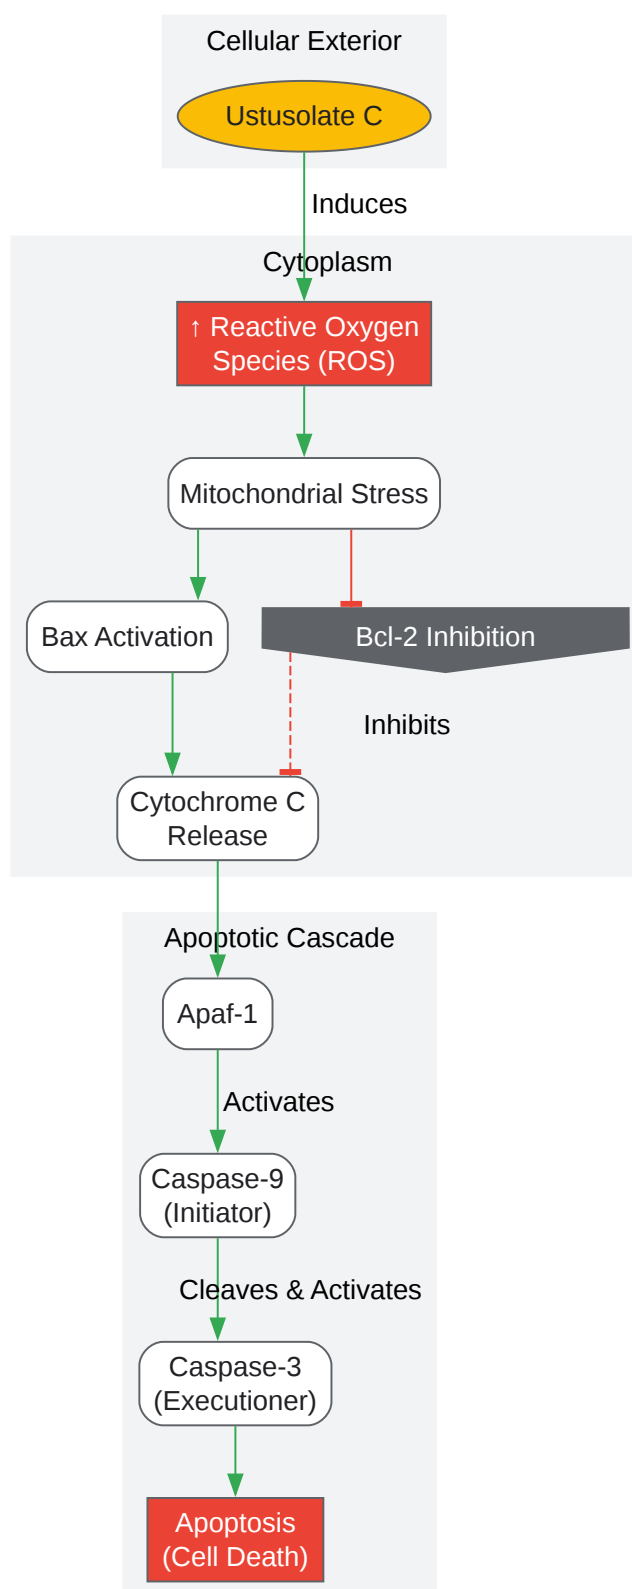 Cellular Exterior
Ustusolate C
Induces
Cytoplasm
↑ Reactive Oxygen
Species (ROS)
Mitochondrial Stress
Bax Activation
Bcl-2 Inhibition
Inhibits
Cytochrome C
Release
Apoptotic Cascade
Apaf-1
Activates
Caspase-9
(Initiator)
Cleaves & Activates
Caspase-3
(Executioner)
Apoptosis
(Cell Death)